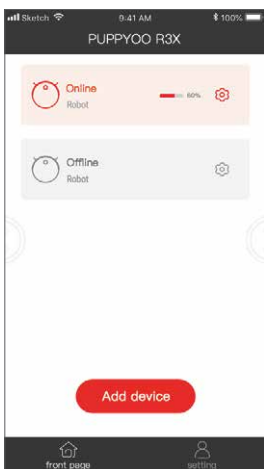 Sketch 9:41 AM 100%
PUPPYOO R3X
Online
60%
Robot
Offline
Robot
Add device
front page setting